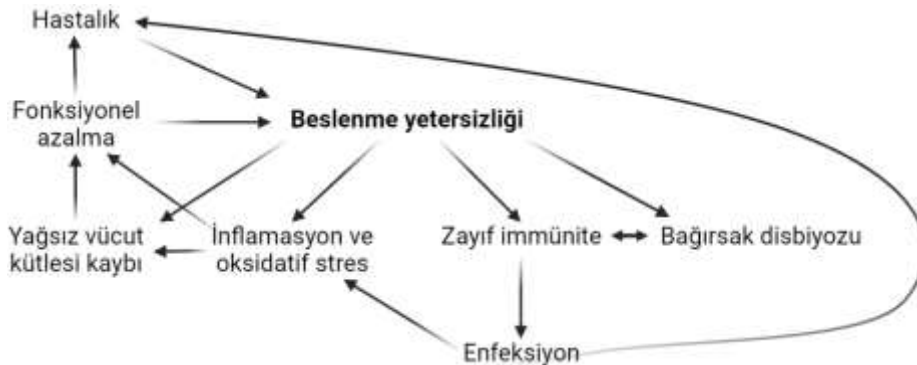 Hastalık
Fonksiyonel
azalma
Beslenme yetersizliği
Yağsız vücut
kütlesi kaybı
İnflamasyon ve
oksidatif stres
Zayıf immünite
Bağırsak disbiyozu
Enfeksiyon